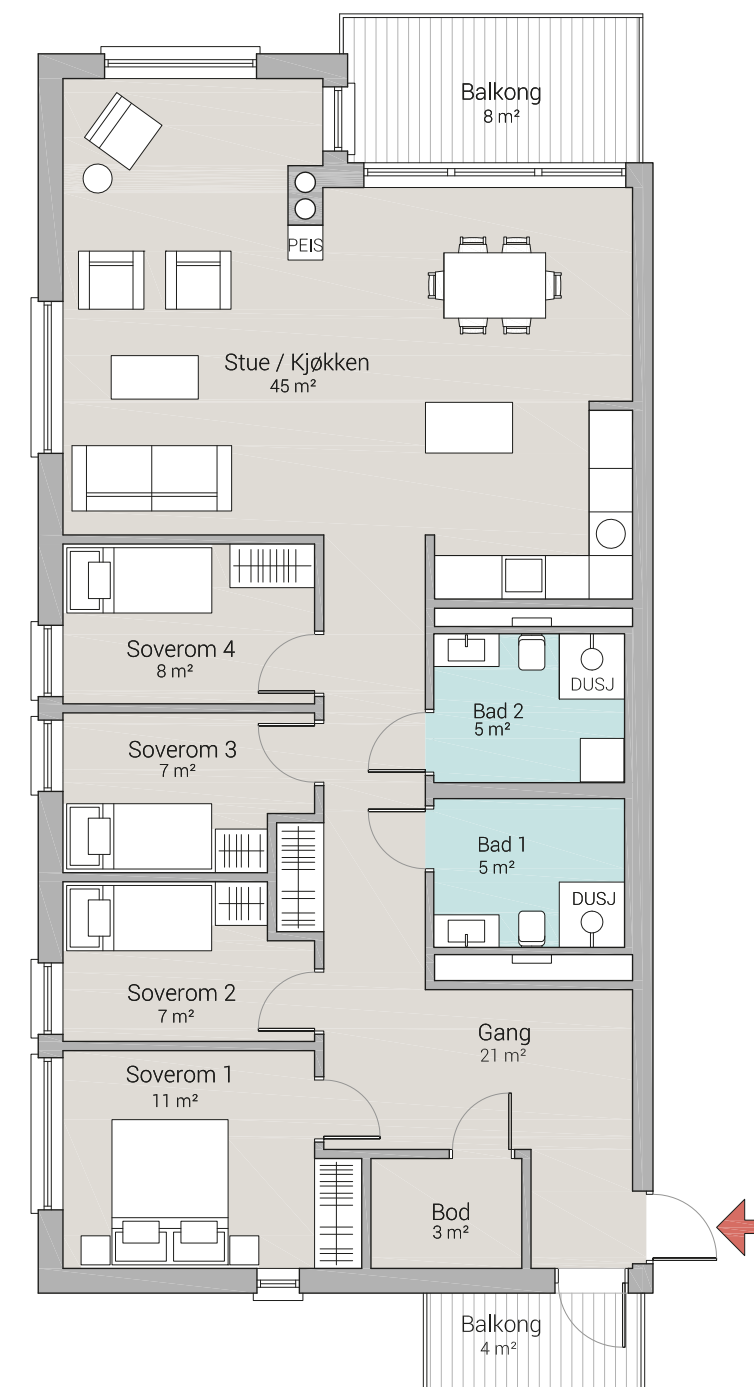 Balkong
8 m²
PEIS
Stue / Kjøkken
45 m²
Soverom 4
8 m²
DUSJ
Bad 2
5 m²
Soverom 3
7 m²
Bad 1
5 m²
DUSJ
Soverom 2
7 m²
Gang
21 m²
Soverom 1
11 m²
Bod
3 m²
Balkong
4 m²